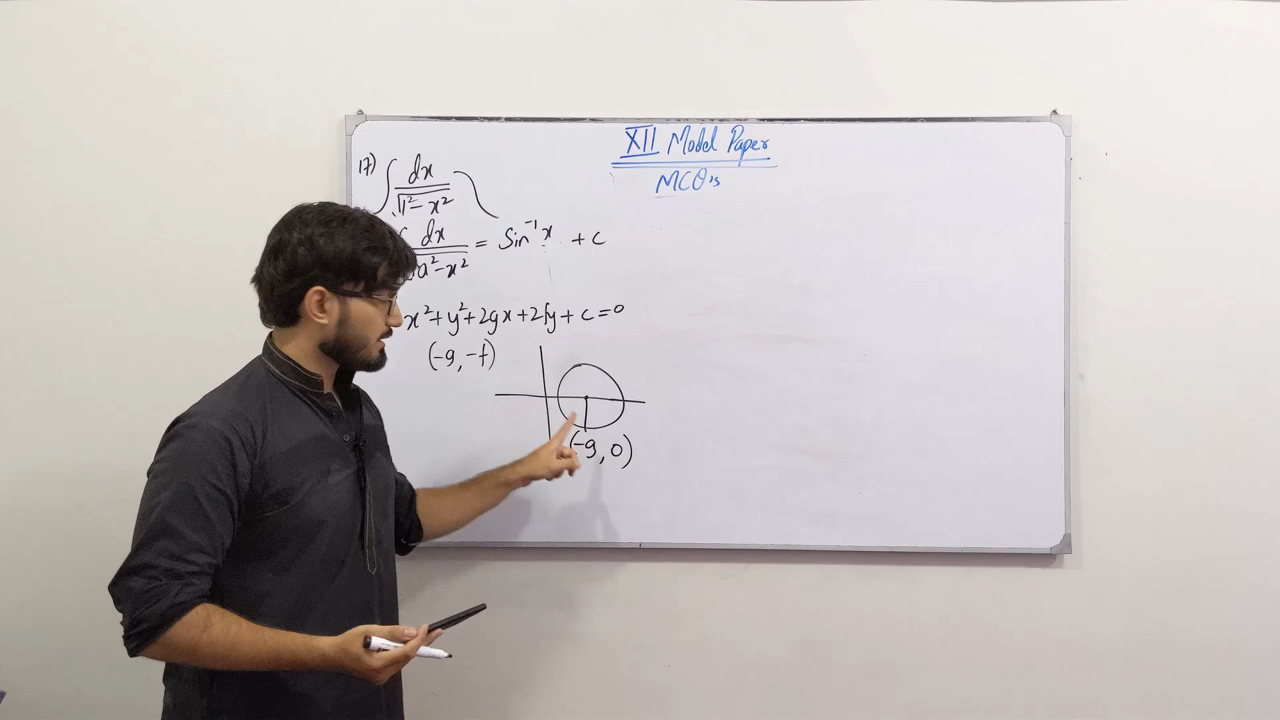 XII Model Paper
MCQ's
17) ∫ dx / √1² - x²
dx / a² - x² = Sin⁻¹ x + c
x² + y² + 2gx + 2fy + c = 0
(-g, -f)
(-g, 0)